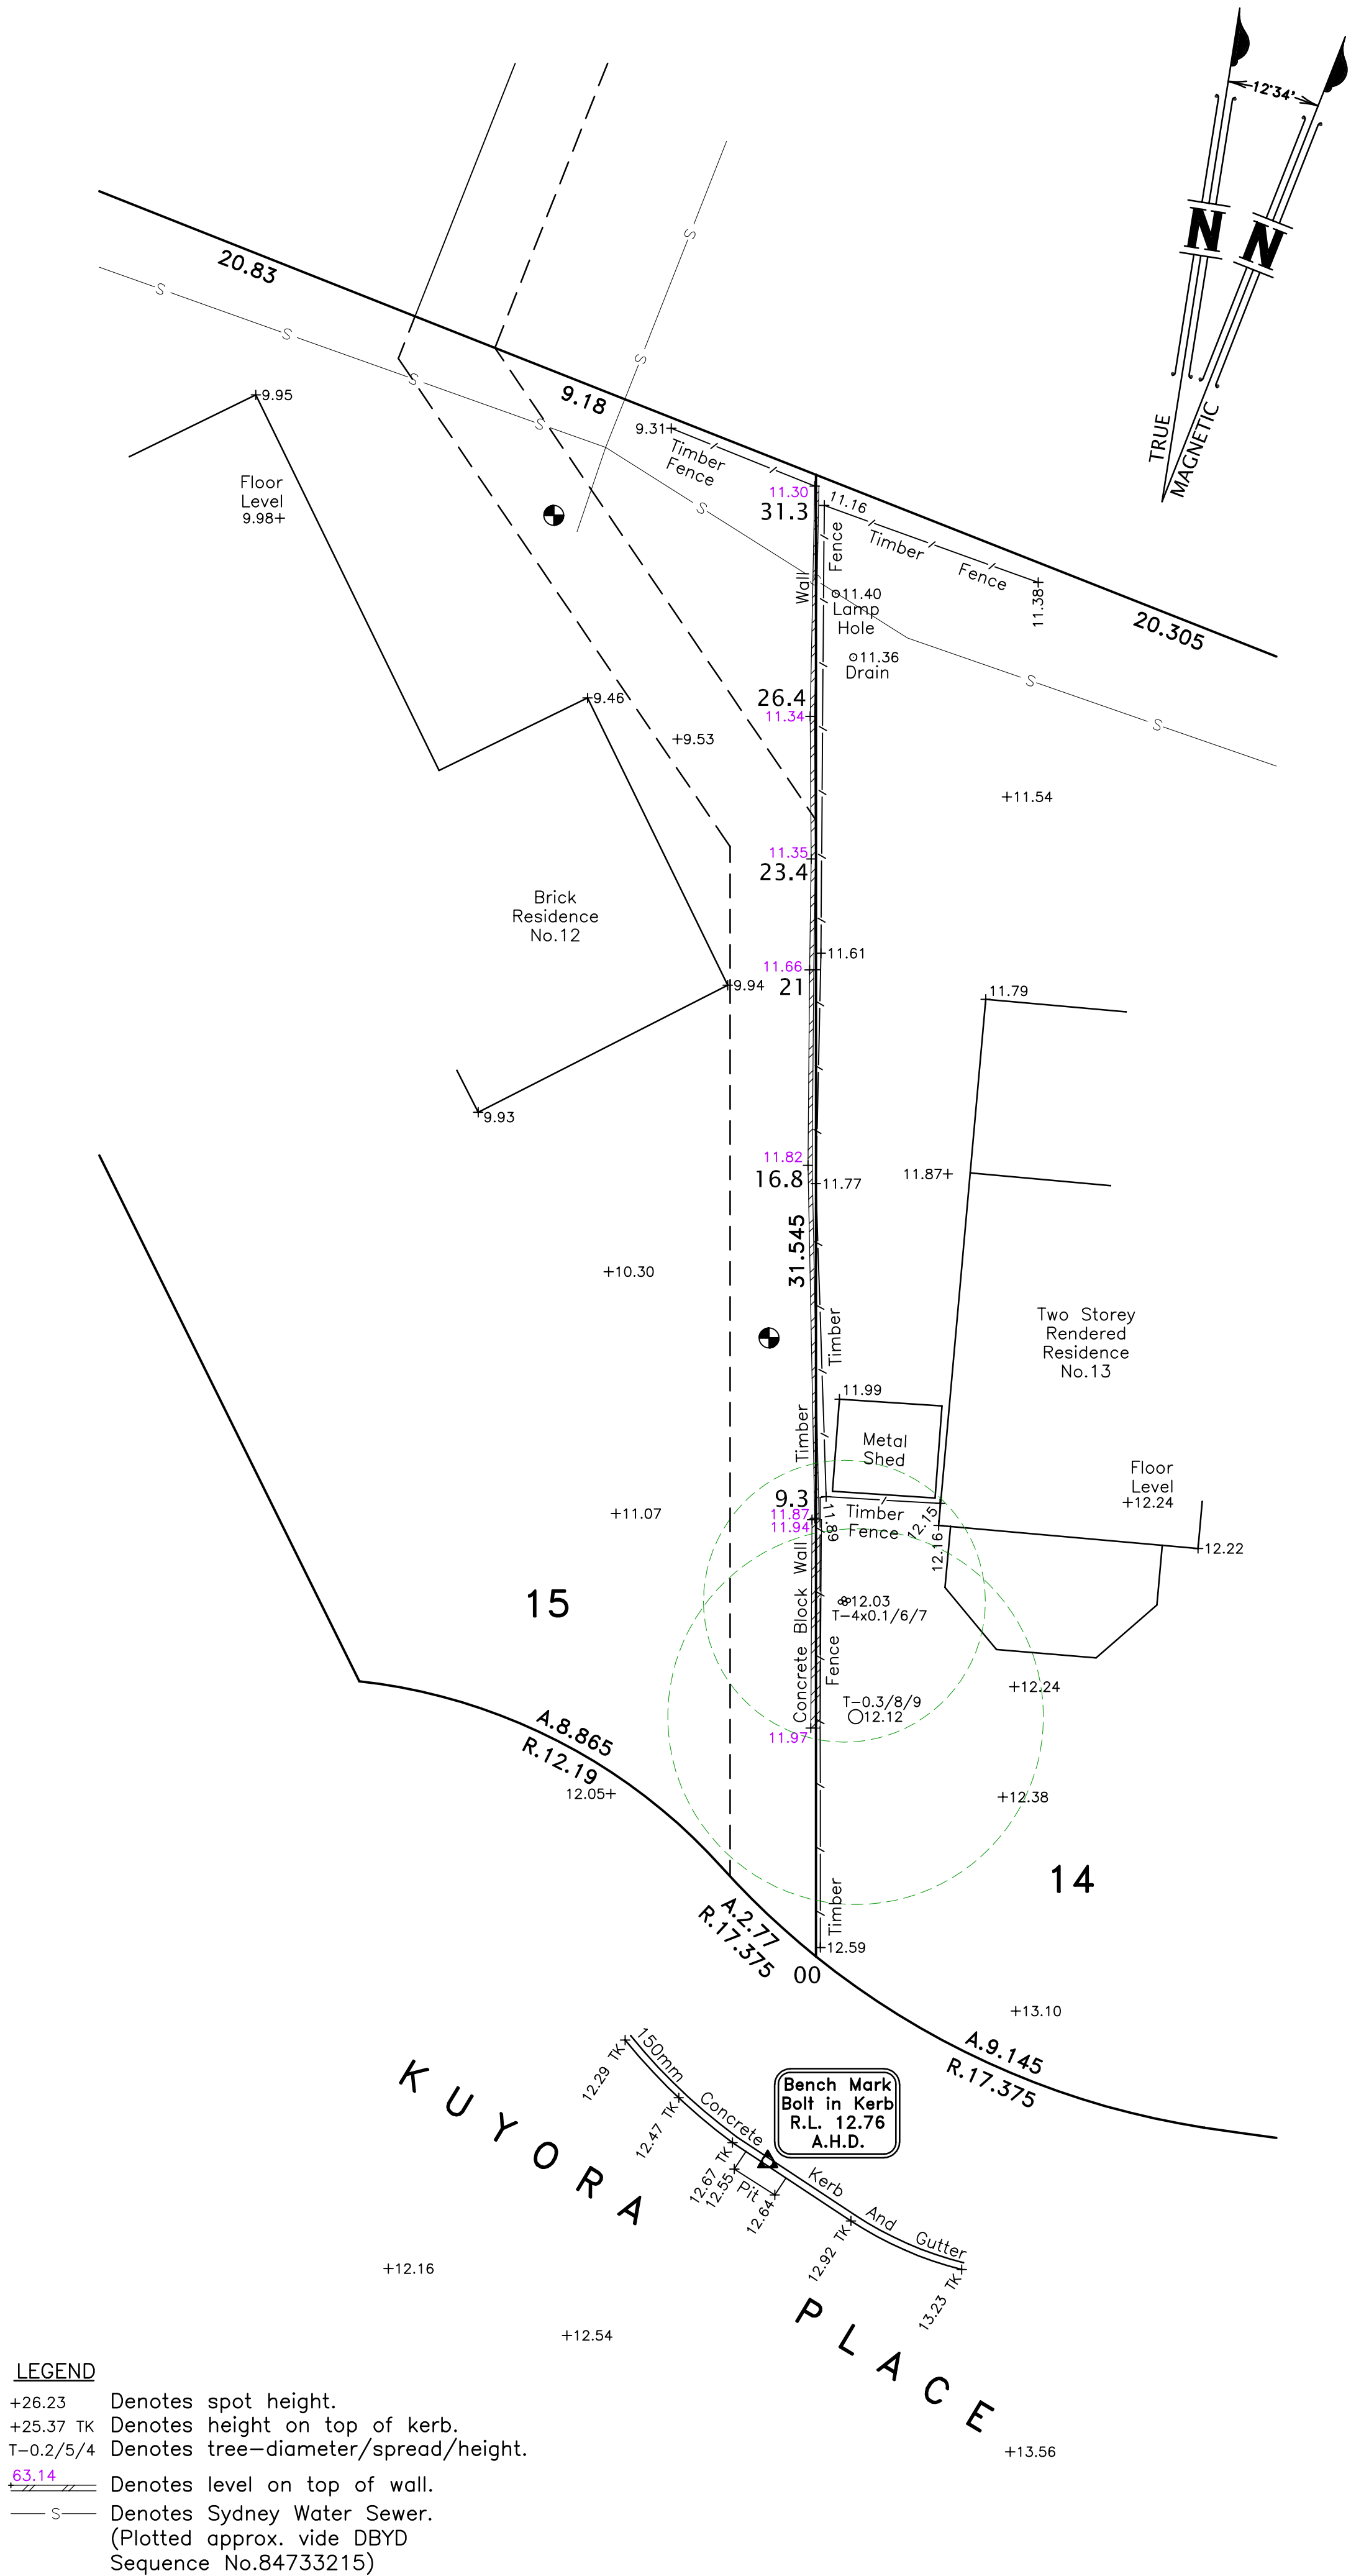 12°34'
N
N
TRUE
MAGNETIC
20.83
S
S
S
S
S
S
S
S
S
9.18
9.95
9.31
Timber
Fence
Floor
Level
9.98
11.30
31.3
11.16
Timber
Fence
Fence
Wall
11.40
Lamp
Hole
11.38
20.305
11.36
Drain
26.4
11.34
9.46
9.53
11.54
11.35
23.4
Brick
Residence
No.12
11.61
11.66
21
9.94
11.79
9.93
11.82
16.8
11.77
11.87
31.545
10.30
Timber
Two Storey
Rendered
Residence
No.13
11.99
Metal
Shed
Timber
Floor
Level
12.24
9.3
11.87
11.94
11.89
Timber
Fence
12.15
12.16
12.22
11.07
Concrete Block Wall
15
12.03
T-4x0.1/6/7
Fence
12.24
T-0.3/8/9
12.12
11.97
A.8.865
R.12.19
12.05
12.38
14
Timber
A.2.77
R.17.375
12.59
00
13.10
A.9.145
R.17.375
KUYORA PLACE
150mm Concrete Kerb And Gutter
12.29 TK
12.47 TK
12.67 TK
12.55
Pit
12.64
12.92 TK
13.23 TK
Bench Mark
Bolt in Kerb
R.L. 12.76
A.H.D.
12.16
12.54
13.56
LEGEND
+26.23 Denotes spot height.
+25.37 TK Denotes height on top of kerb.
T-0.2/5/4 Denotes tree-diameter/spread/height.
63.14 Denotes level on top of wall.
S Denotes Sydney Water Sewer.
(Plotted approx. vide DBYD
Sequence No.84733215)